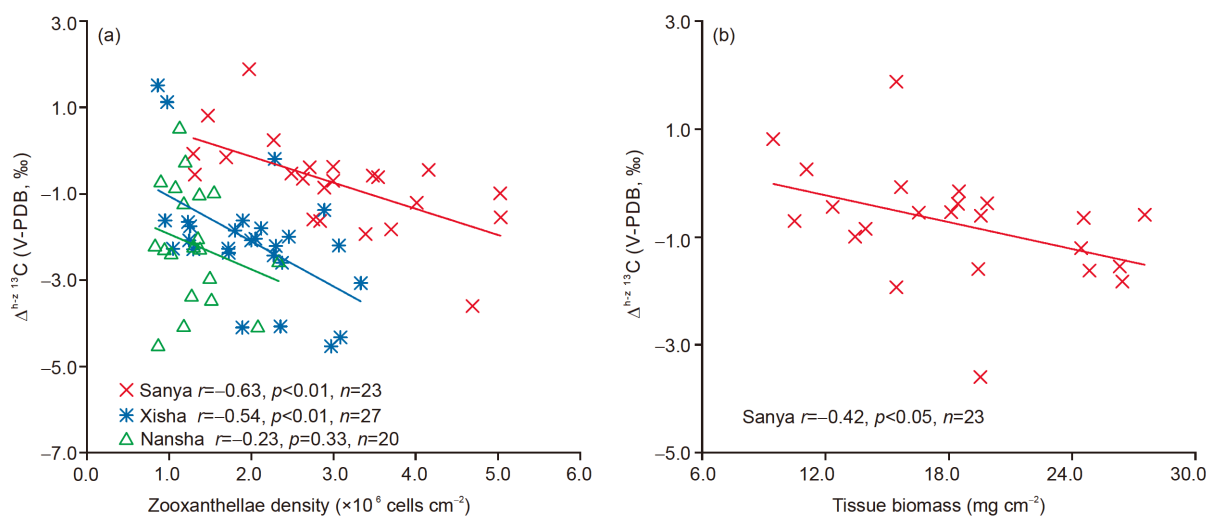 (a)
3.0
1.0
−1.0
−3.0
−5.0
−7.0
Δʰ⁻ᶻ ¹³C (V-PDB, ‰)
Sanya r=−0.63, p<0.01, n=23
Xisha r=−0.54, p<0.01, n=27
Nansha r=−0.23, p=0.33, n=20
0.0 1.0 2.0 3.0 4.0 5.0 6.0
Zooxanthellae density (×10⁶ cells cm⁻²)
(b)
3.0
1.0
−1.0
−3.0
−5.0
Δʰ⁻ᶻ ¹³C (V-PDB, ‰)
Sanya r=−0.42, p<0.05, n=23
6.0 12.0 18.0 24.0 30.0
Tissue biomass (mg cm⁻²)